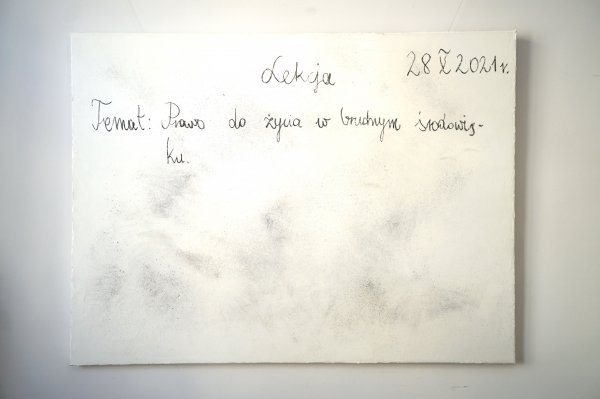 Lekcja
28 X 2021 r.
Temat: Prawo do życia w brudnym środowis-
ku.